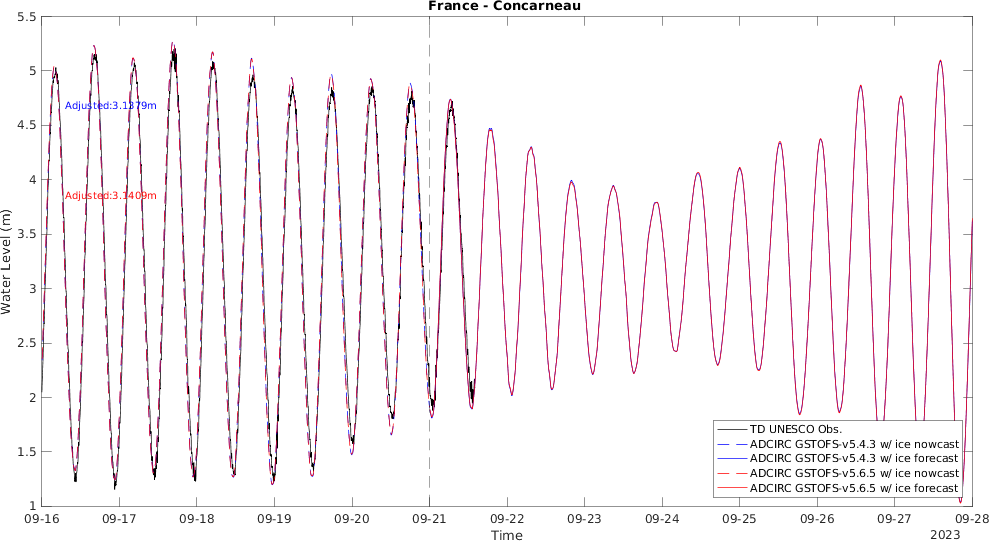 France - Concarneau
5.5
5
4.5
4
3.5
3
2.5
2
1.5
1
Water Level (m)
Adjusted:3.1379m
Adjusted:3.1409m
TD UNESCO Obs.
ADCIRC GSTOFS-v5.4.3 w/ ice nowcast
ADCIRC GSTOFS-v5.4.3 w/ ice forecast
ADCIRC GSTOFS-v5.6.5 w/ ice nowcast
ADCIRC GSTOFS-v5.6.5 w/ ice forecast
09-16 09-17 09-18 09-19 09-20 09-21 09-22 09-23 09-24 09-25 09-26 09-27 09-28
Time
2023